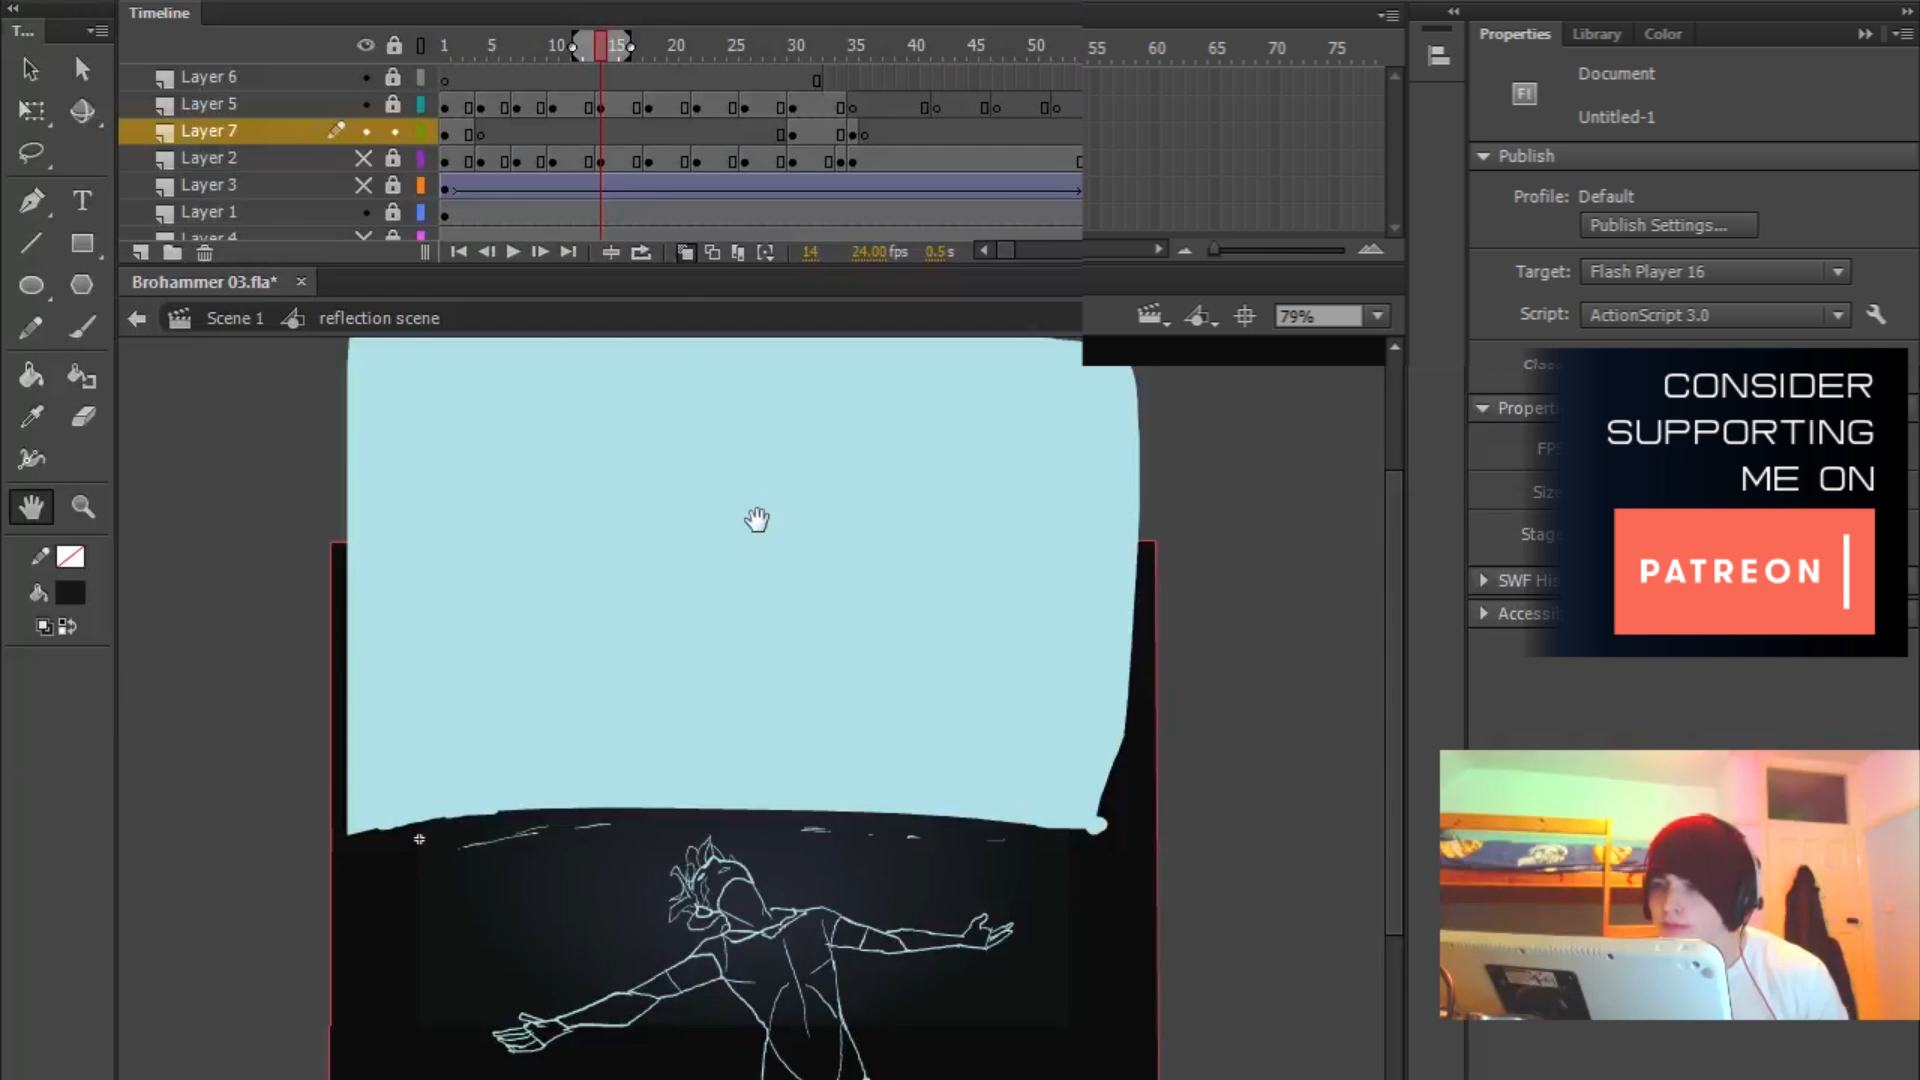 Timeline
T...
1 5 10 15 20 25 30 35 40 45 50 55 60 65 70 75
Layer 6
Layer 5
Layer 7
Layer 2
Layer 3
Layer 1
Layer 4
14 24.00 fps 0.5 s
Brohammer 03.fla* ×
Scene 1 reflection scene
79%
Properties Library Color
Fl
Document
Untitled-1
Publish
Profile: Default
Publish Settings...
Target: Flash Player 16
Script: ActionScript 3.0
Class
Properti
FPS
Size
Stage
SWF His
Accessib
CONSIDER
SUPPORTING
ME ON
PATREON